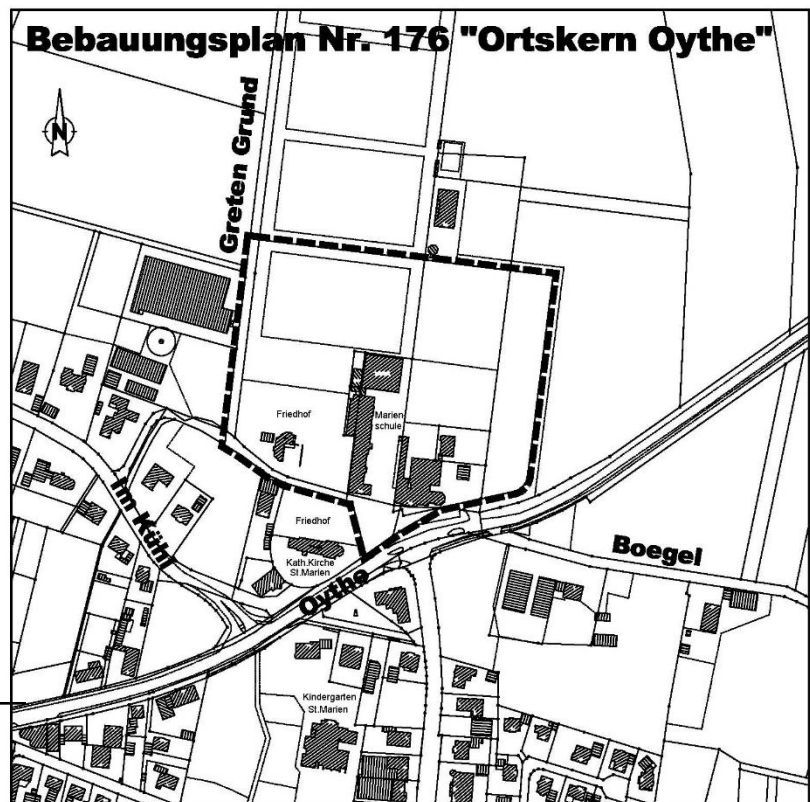 Bebauungsplan Nr. 176 "Ortskern Oythe"
N
Greten Grund
Friedhof
Marien-
schule
Friedhof
Kath.Kirche
St.Marien
Im Kühl
Oythe
Boegel
Kindergarten
St.Marien